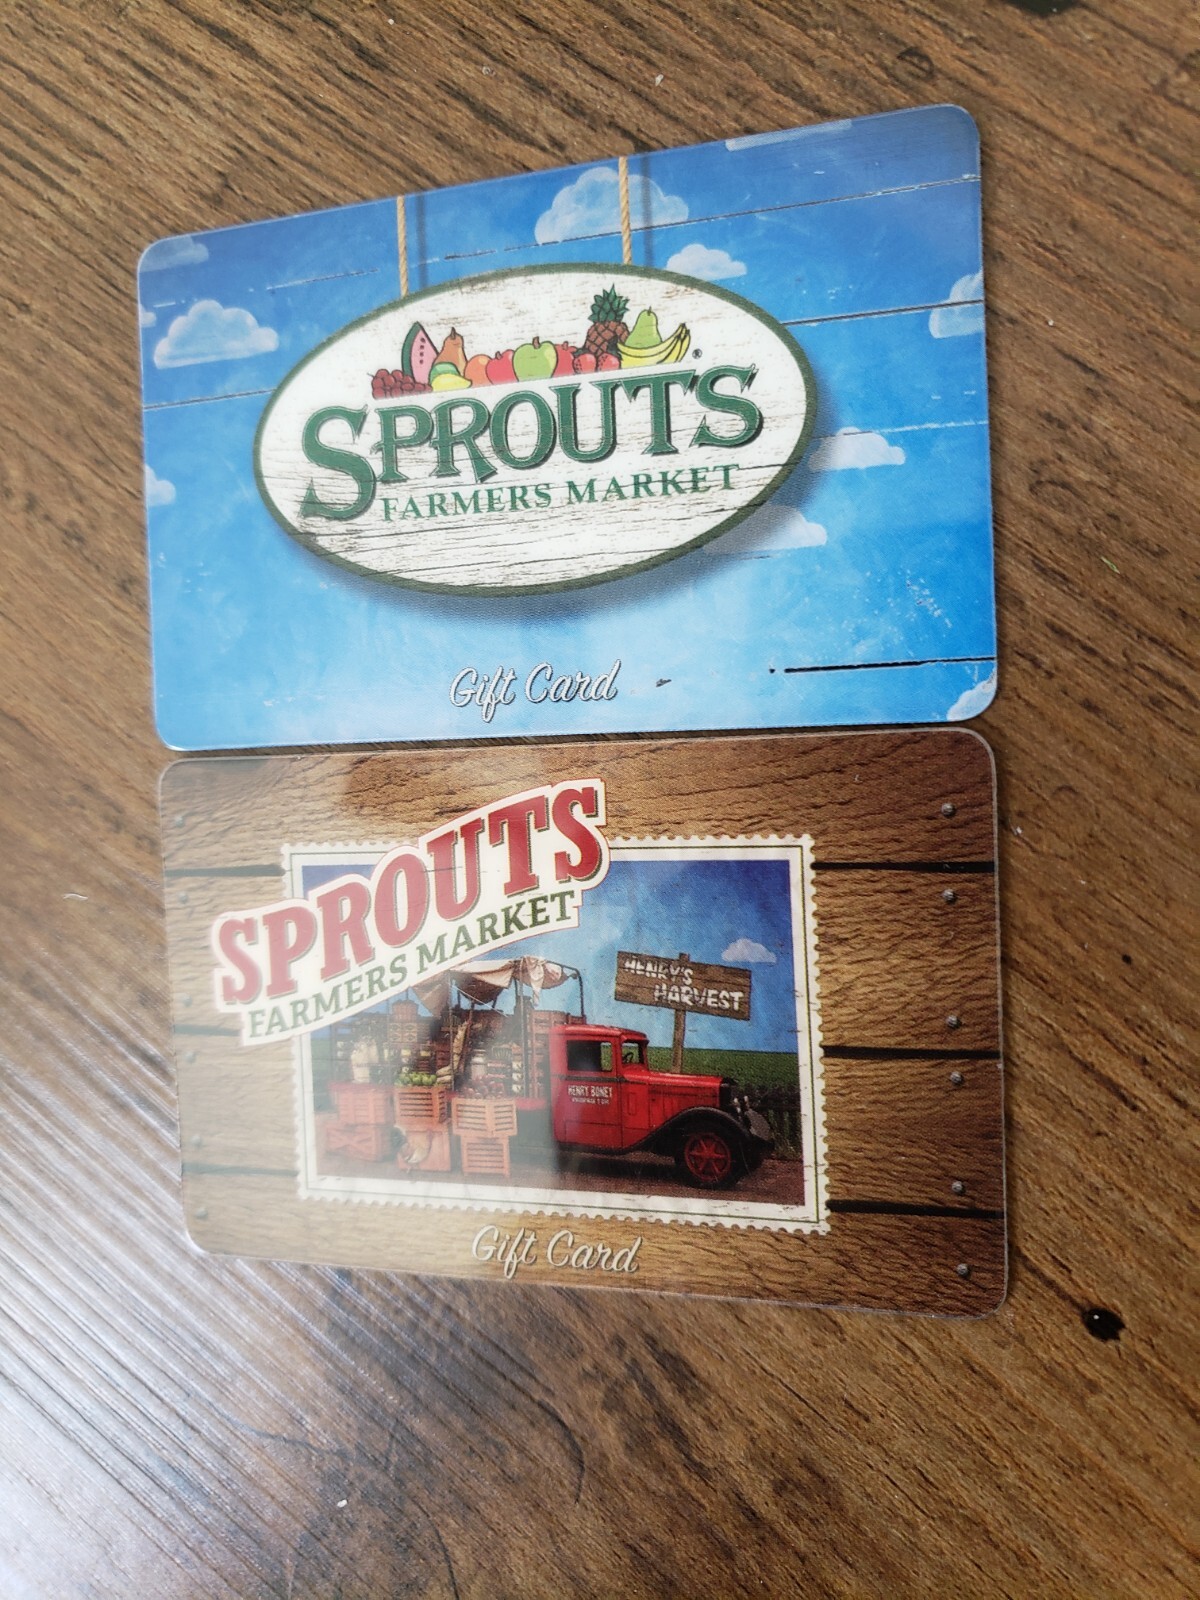 SPROUTS®
FARMERS MARKET
Gift Card
SPROUTS
FARMERS MARKET
HENRY'S
HARVEST
HENRY BONEY
Gift Card